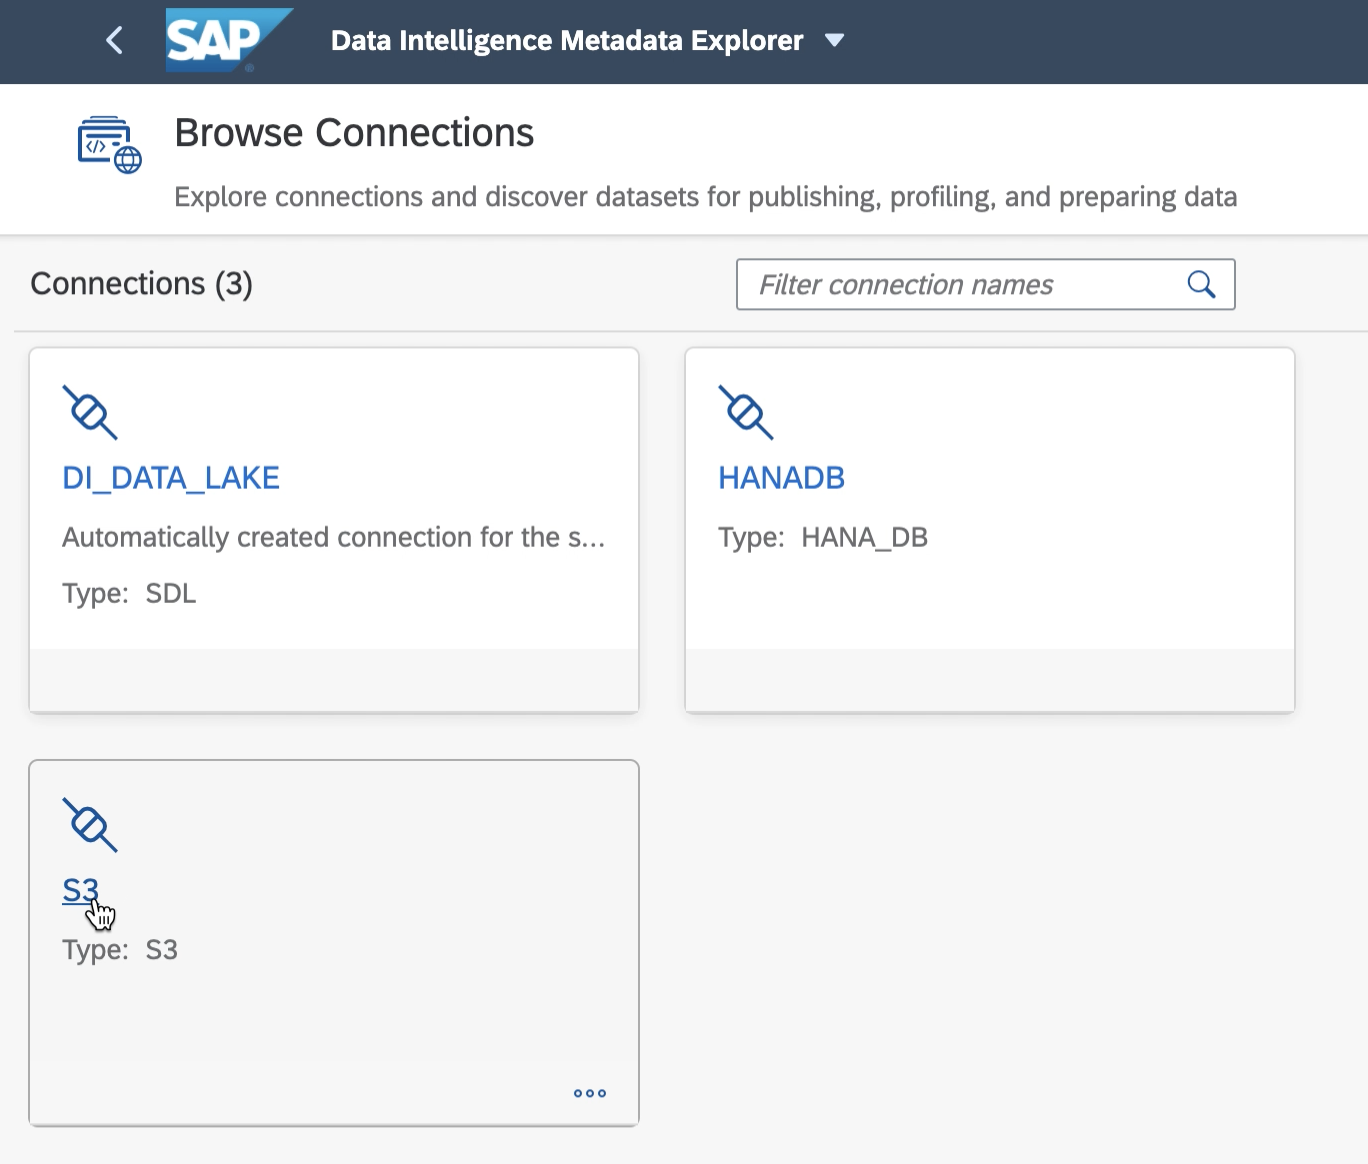 SAP
Data Intelligence Metadata Explorer
</>
Browse Connections
Explore connections and discover datasets for publishing, profiling, and preparing data
Connections (3)
Filter connection names
DI_DATA_LAKE
Automatically created connection for the s...
Type: SDL
HANADB
Type: HANA_DB
S3
Type: S3